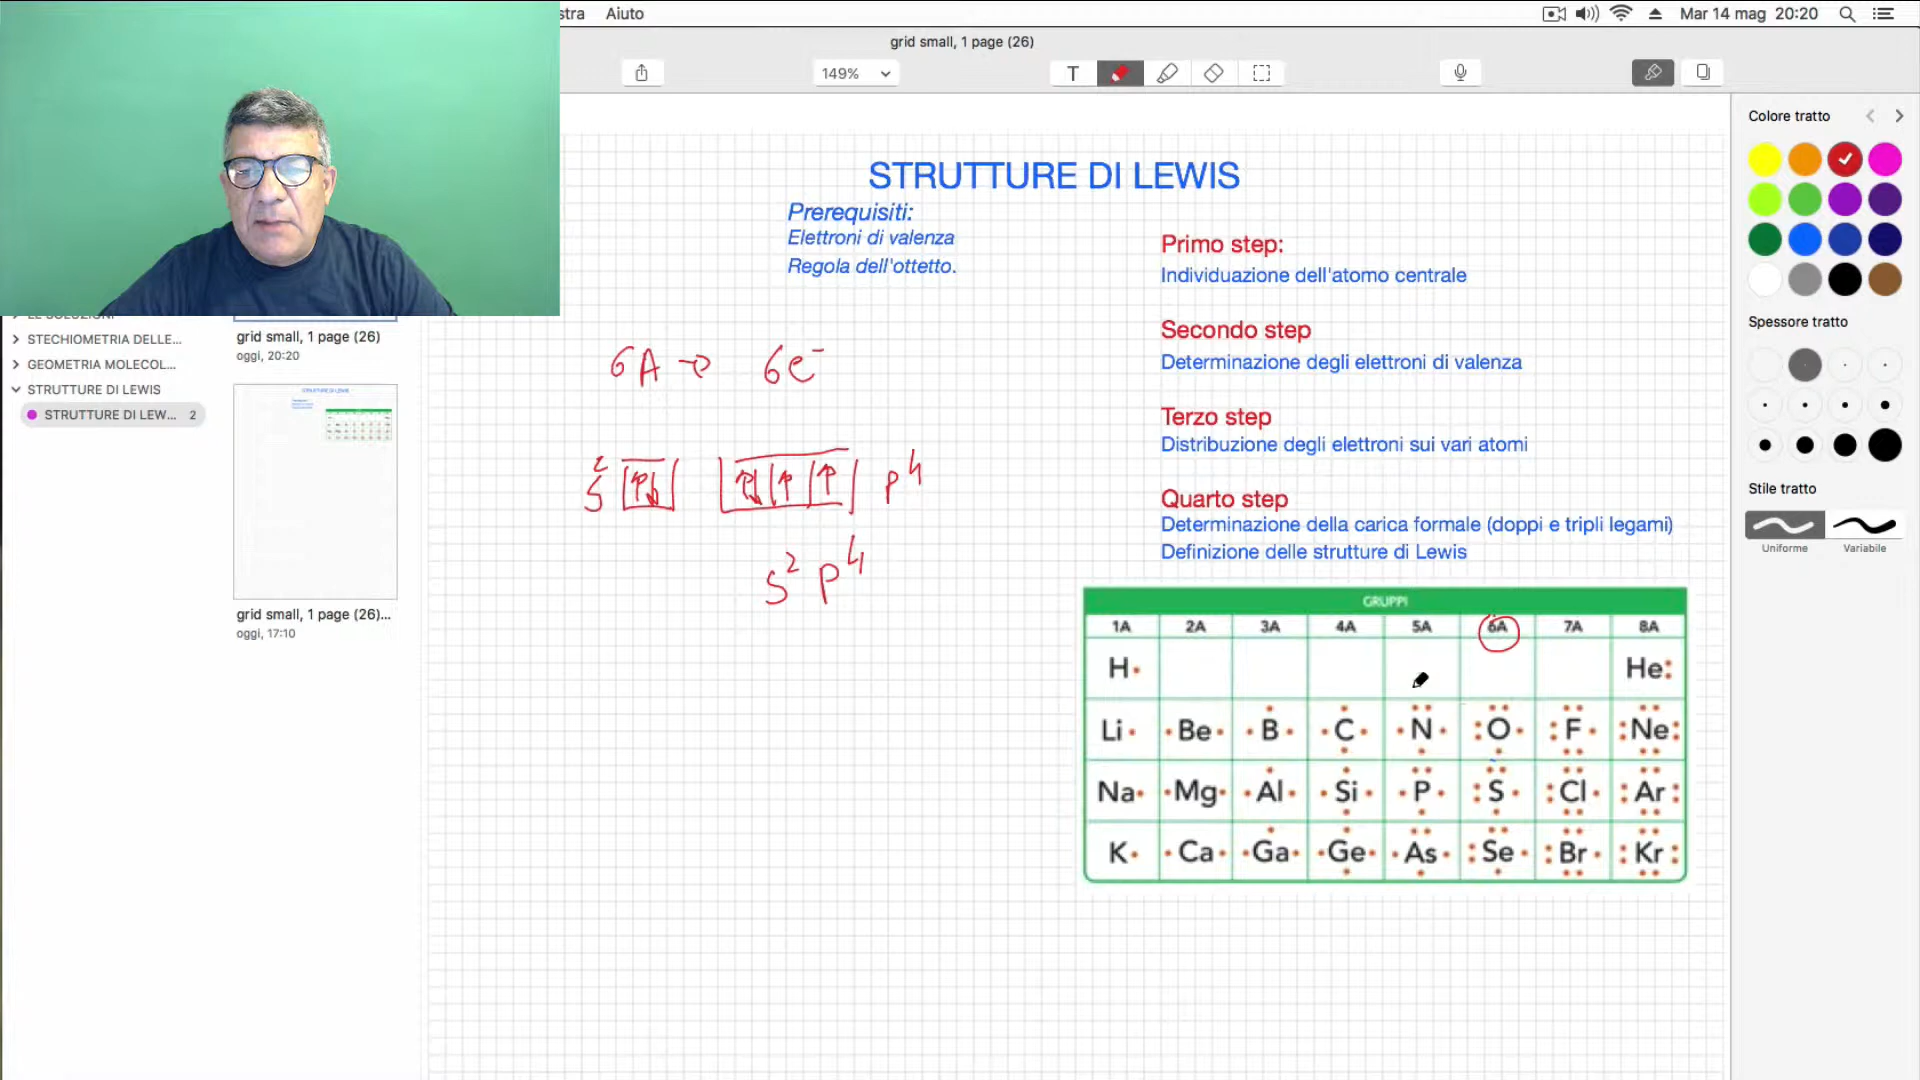 stra Aiuto
Mar 14 mag 20:20
grid small, 1 page (26)
149%
T
STRUTTURE DI LEWIS
Prerequisiti:
Elettroni di valenza
Regola dell'ottetto.
Primo step:
Individuazione dell'atomo centrale
Secondo step
Determinazione degli elettroni di valenza
Terzo step
Distribuzione degli elettroni sui vari atomi
Quarto step
Determinazione della carica formale (doppi e tripli legami)
Definizione delle strutture di Lewis
6A → 6e⁻
s² p⁴
s² p⁴
GRUPPI
1A 2A 3A 4A 5A 6A 7A 8A
H He
Li Be B C N O F Ne
Na Mg Al Si P S Cl Ar
K Ca Ga Ge As Se Br Kr
STECHIOMETRIA DELLE...
GEOMETRIA MOLECOL...
STRUTTURE DI LEWIS
STRUTTURE DI LEW... 2
grid small, 1 page (26)
oggi, 20:20
grid small, 1 page (26)...
oggi, 17:10
Colore tratto
Spessore tratto
Stile tratto
Uniforme Variabile